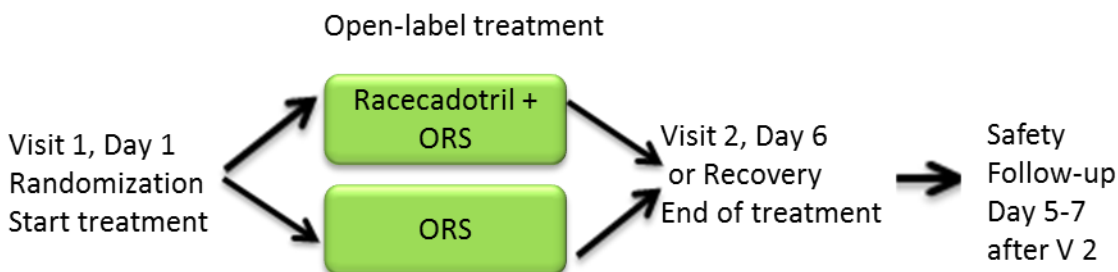 Open-label treatment
Visit 1, Day 1
Randomization
Start treatment
Racecadotril +
ORS
ORS
Visit 2, Day 6
or Recovery
End of treatment
Safety
Follow-up
Day 5-7
after V 2